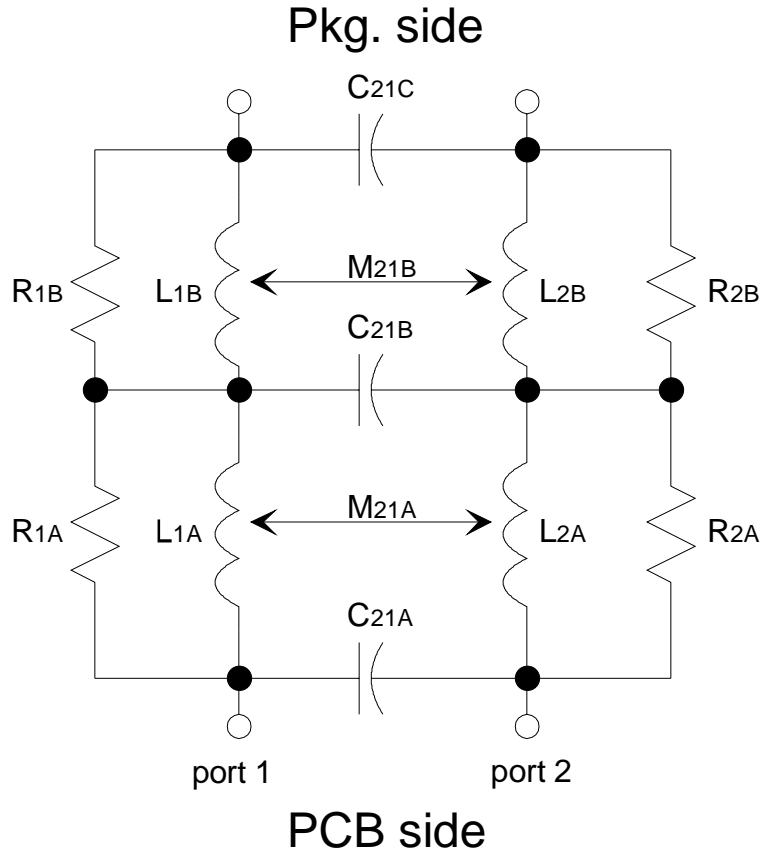 Pkg. side
C21C
M21B
R1B
L1B
L2B
R2B
C21B
M21A
R1A
L1A
L2A
R2A
C21A
port 1
port 2
PCB side